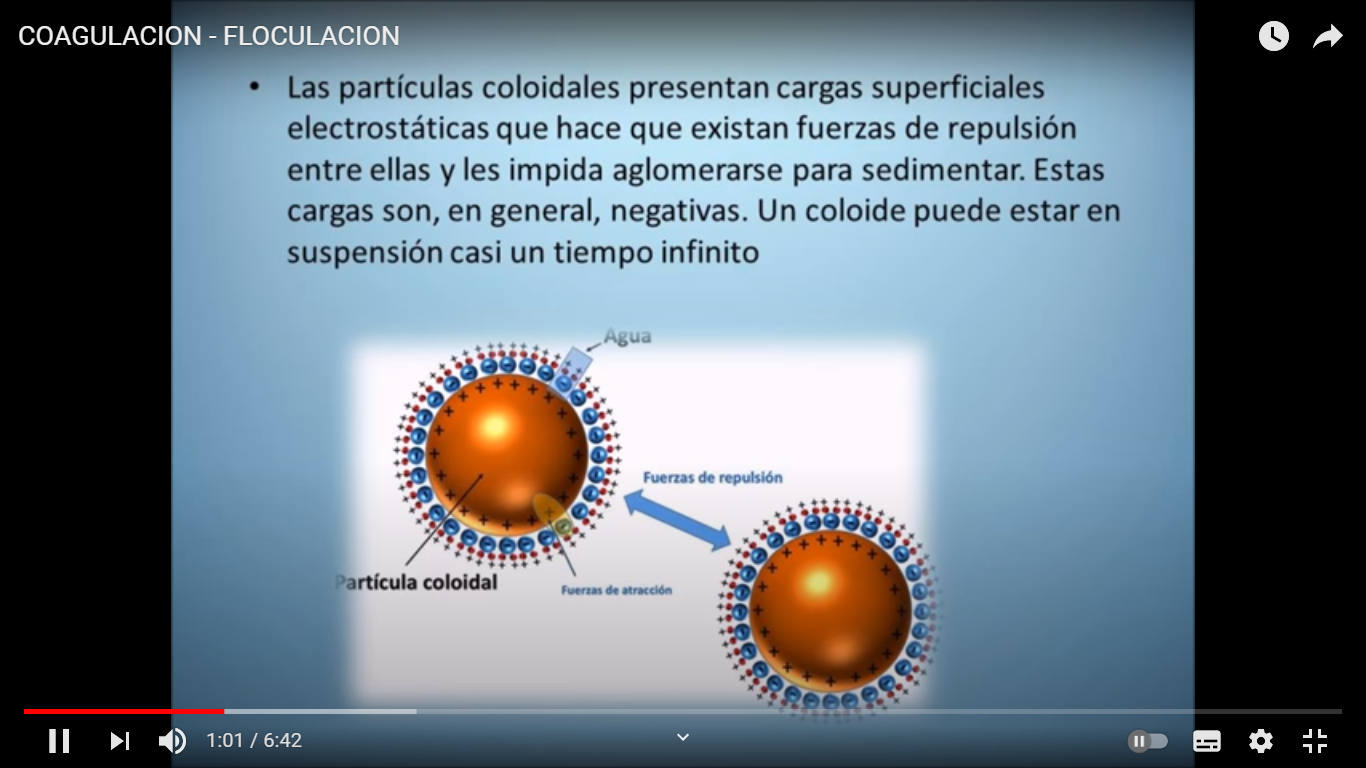 COAGULACION - FLOCULACION
• Las partículas coloidales presentan cargas superficiales
electrostáticas que hace que existan fuerzas de repulsión
entre ellas y les impida aglomerarse para sedimentar. Estas
cargas son, en general, negativas. Un coloide puede estar en
suspensión casi un tiempo infinito
Agua
Fuerzas de repulsión
Partícula coloidal
Fuerzas de atracción
1:01 / 6:42